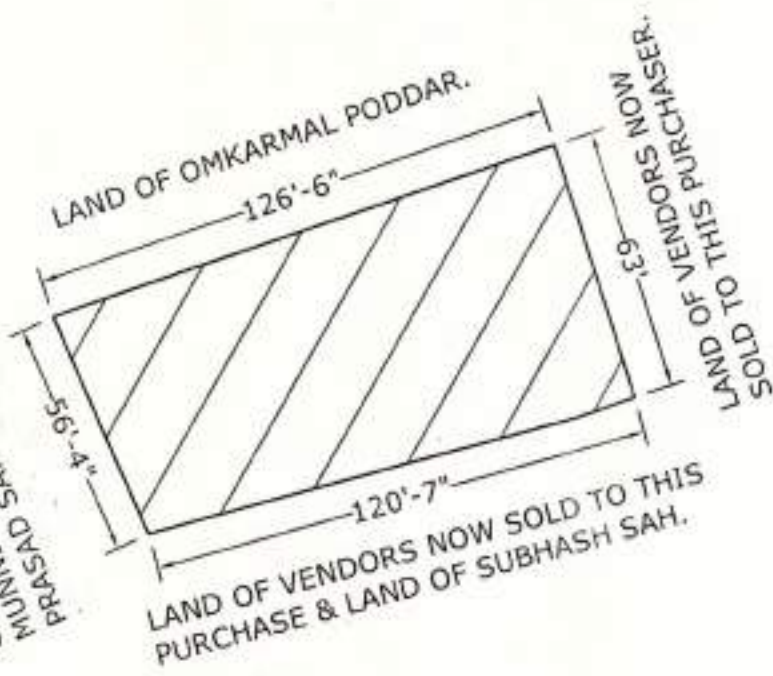 LAND OF OMKARMAL PODDAR.
126'-6"
LAND OF VENDORS NOW
SOLD TO THIS PURCHASER.
63'
56'-4"
PRASAD
120'-7"
LAND OF VENDORS NOW SOLD TO THIS
PURCHASE & LAND OF SUBHASH SAH.